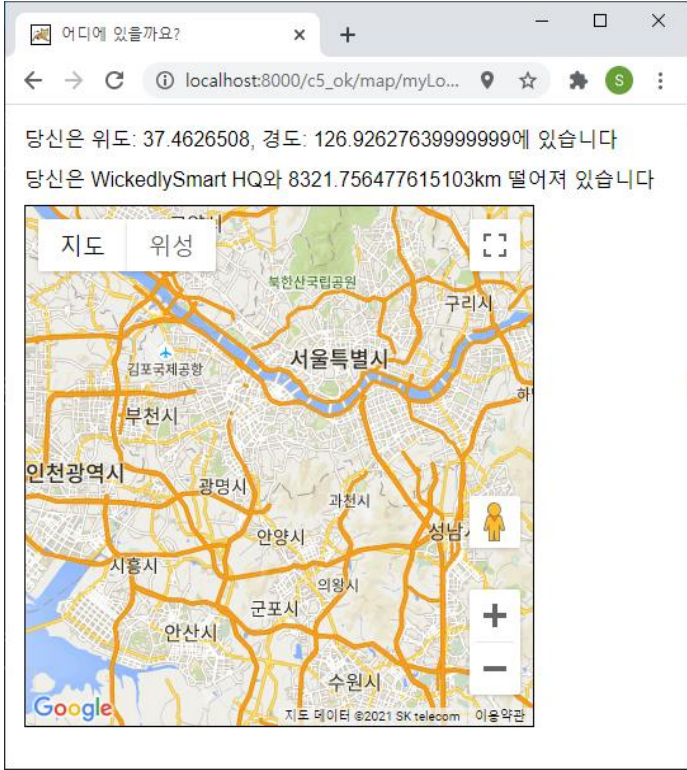 어디에 있을까요?
localhost:8000/c5_ok/map/myLo...
S
당신은 위도: 37.4626508, 경도: 126.92627639999999에 있습니다
당신은 WickedlySmart HQ와 8321.756477615103km 떨어져 있습니다
지도 위성
북한산국립공원
구리시
서울특별시
김포국제공항
부천시
인천광역시
광명시
과천시
안양시
성남
시흥시
의왕시
군포시
안산시
수원시
Google
지도 데이터 ©2021 SK telecom 이용약관